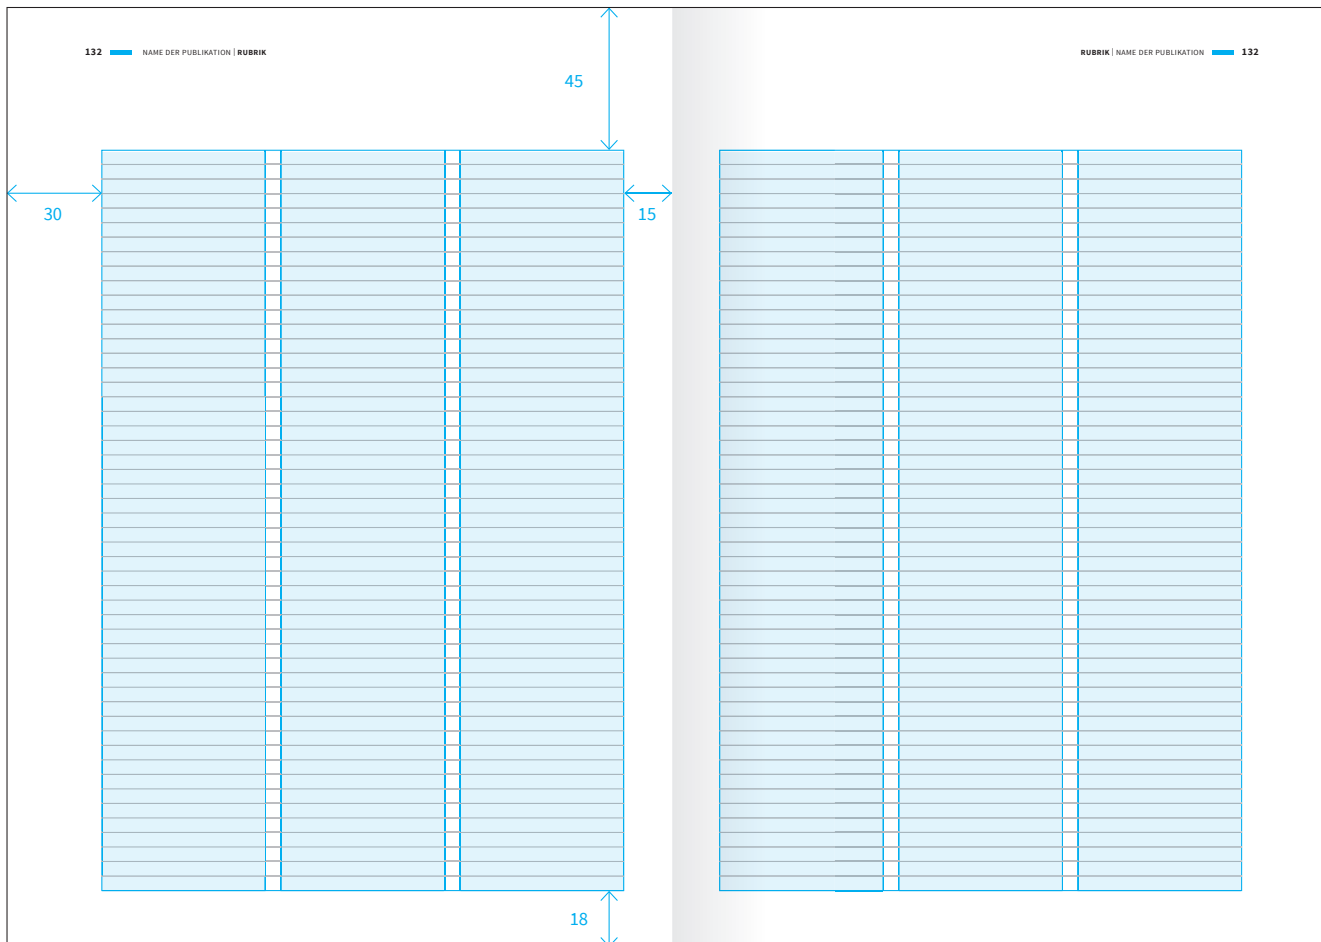 132 NAME DER PUBLIKATION | RUBRIK
RUBRIK | NAME DER PUBLIKATION 132
45
30
15
18